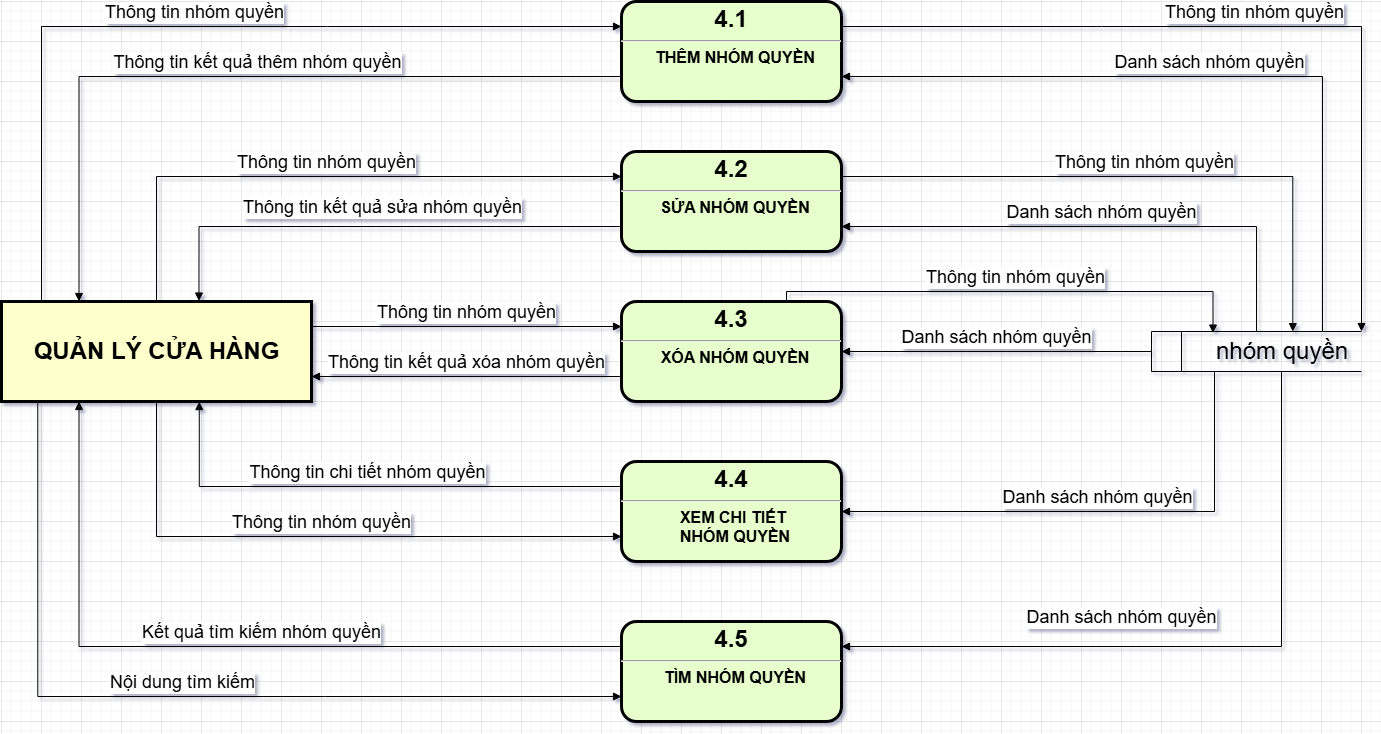 Thông tin nhóm quyền
4.1
Thông tin nhóm quyền
THÊM NHÓM QUYỀN
Thông tin kết quả thêm nhóm quyền
Danh sách nhóm quyền
Thông tin nhóm quyền
4.2
Thông tin nhóm quyền
Thông tin kết quả sửa nhóm quyền
SỬA NHÓM QUYỀN
Danh sách nhóm quyền
Thông tin nhóm quyền
Thông tin nhóm quyền
4.3
Danh sách nhóm quyền
QUẢN LÝ CỬA HÀNG
XÓA NHÓM QUYỀN
nhóm quyền
Thông tin kết quả xóa nhóm quyền
Thông tin chi tiết nhóm quyền
4.4
Danh sách nhóm quyền
Thông tin nhóm quyền
XEM CHI TIẾT
NHÓM QUYỀN
Danh sách nhóm quyền
Kết quả tìm kiếm nhóm quyền
4.5
TÌM NHÓM QUYỀN
Nội dung tìm kiếm